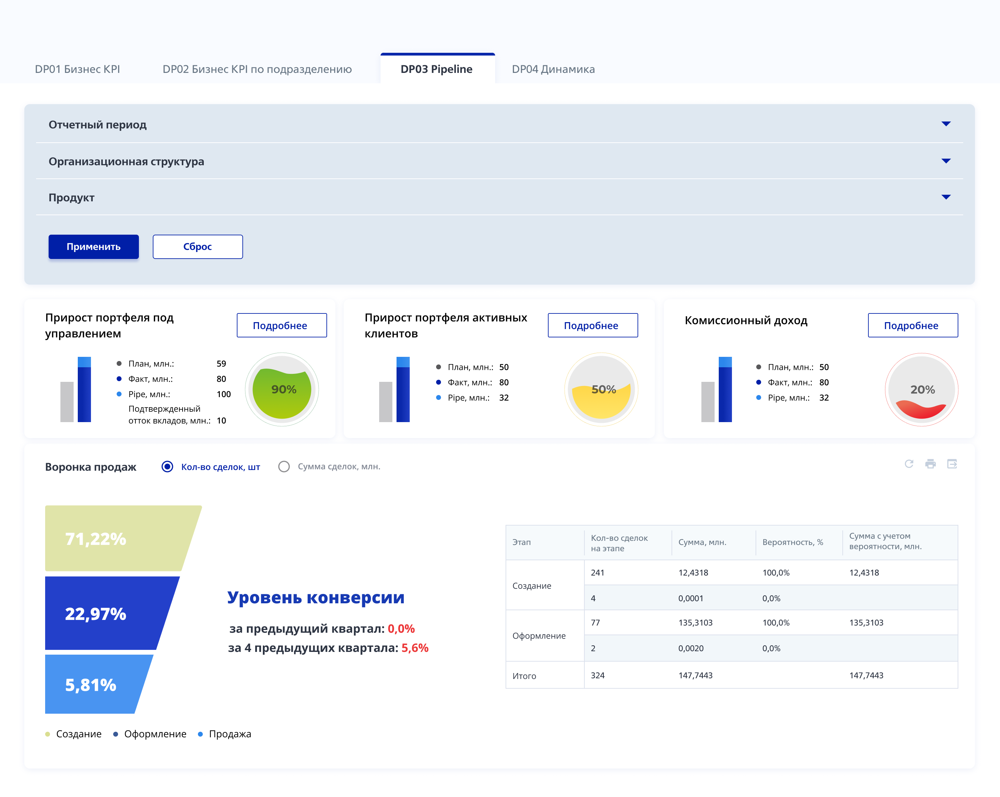 DP01 Бизнес KPI
DP02 Бизнес KPI по подразделению
DP03 Pipeline
DP04 Динамика
Отчетный период
Организационная структура
Продукт
Применить
Сброс
Прирост портфеля под
управлением
Подробнее
План, млн.: 59
Факт, млн.: 80
Pipe, млн.: 100
Подтвержденный
отток вкладов, млн.: 10
90%
Прирост портфеля активных
клиентов
Подробнее
План, млн.: 50
Факт, млн.: 80
Pipe, млн.: 32
50%
Комиссионный доход
Подробнее
План, млн.: 50
Факт, млн.: 80
Pipe, млн.: 32
20%
Воронка продаж
Кол-во сделок, шт
Сумма сделок, млн.
71,22%
22,97%
5,81%
Создание
Оформление
Продажа
Уровень конверсии
за предыдущий квартал: 0,0%
за 4 предыдущих квартала: 5,6%
Этап
Кол-во сделок
на этапе
Сумма, млн.
Вероятность, %
Сумма с учетом
вероятности, млн.
Создание
241 12,4318 100,0% 12,4318
4 0,0001 0,0%
Оформление
77 135,3103 100,0% 135,3103
2 0,0020 0,0%
Итого 324 147,7443 147,7443